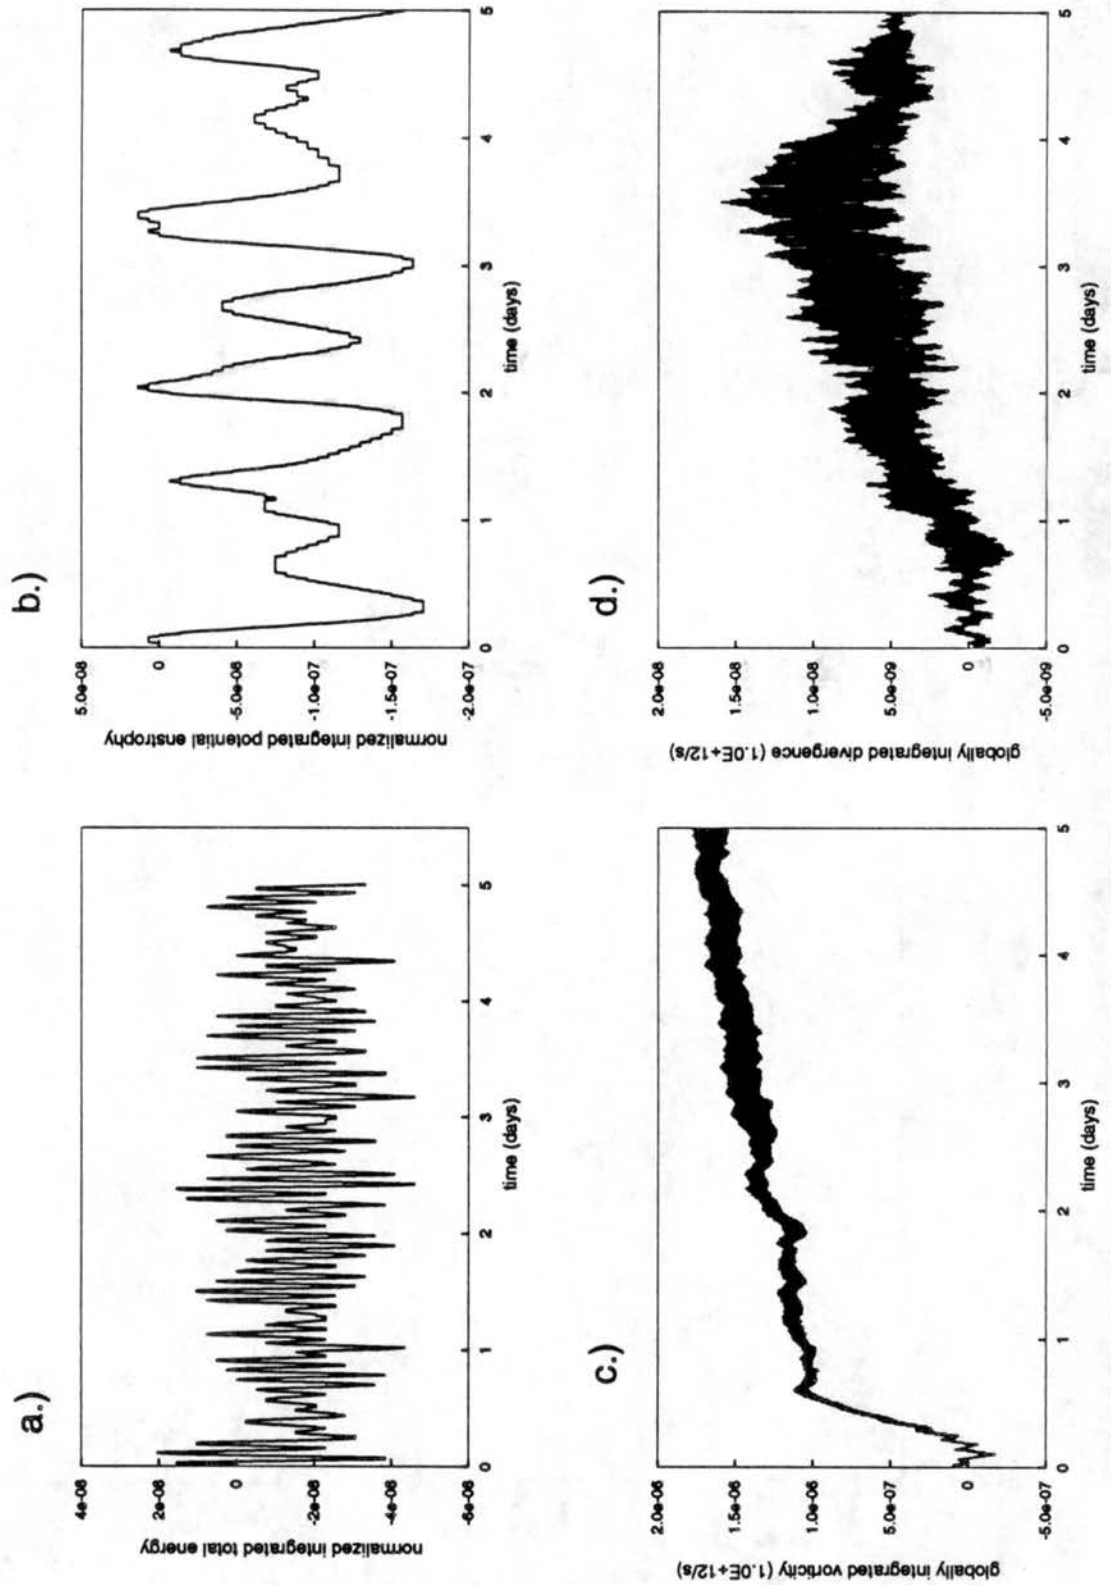 a.)
normalized integrated total energy
4e-08
2e-08
0
-2e-08
-4e-08
-6e-08
0 1 2 3 4 5
time (days)
b.)
normalized integrated potential enstrophy
5.0e-08
0
-5.0e-08
-1.0e-07
-1.5e-07
-2.0e-07
0 1 2 3 4 5
time (days)
c.)
globally integrated vorticity (1.0E+12/s)
2.0e-06
1.5e-06
1.0e-06
5.0e-07
0
-5.0e-07
0 1 2 3 4 5
time (days)
d.)
globally integrated divergence (1.0E+12/s)
2.0e-08
1.5e-08
1.0e-08
5.0e-09
0
-5.0e-09
0 1 2 3 4 5
time (days)